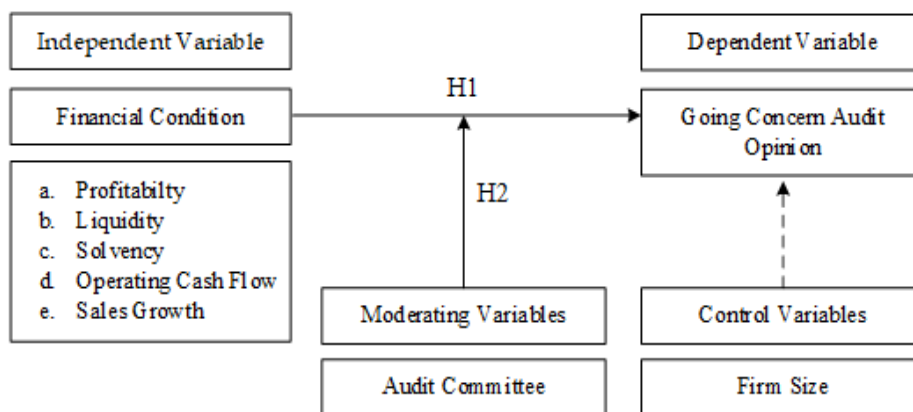 Independent Variable
Dependent Variable
H1
Financial Condition
Going Concern Audit
Opinion
a. Profitabilty
b. Liquidity
c. Solvency
d. Operating Cash Flow
e. Sales Growth
H2
Moderating Variables
Control Variables
Audit Committee
Firm Size